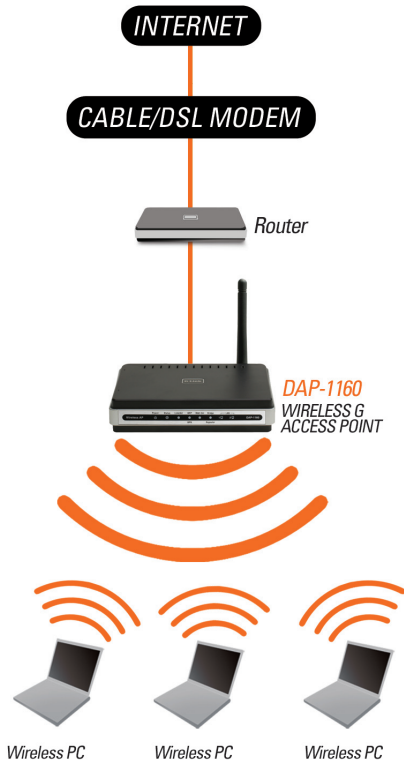 INTERNET
CABLE/DSL MODEM
Router
DAP-1160
WIRELESS G
ACCESS POINT
Wireless PC
Wireless PC
Wireless PC